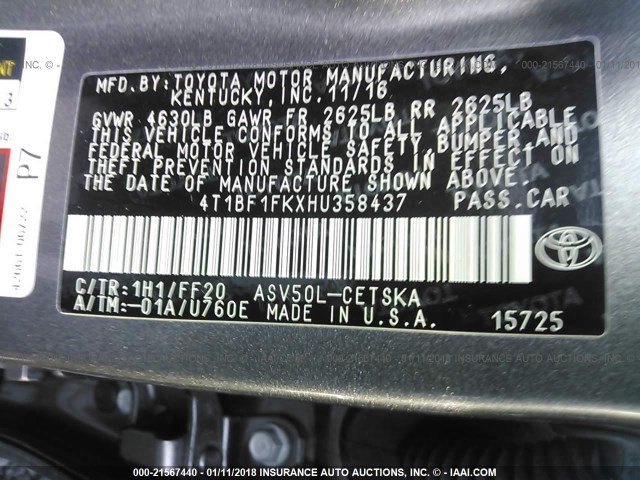 MFD. BY: TOYOTA MOTOR MANUFACTURING,
KENTUCKY, INC. 11/16
GVWR 4630LB GAWR FR 2625LB RR 2625LB
THIS VEHICLE CONFORMS TO ALL APPLICABLE
FEDERAL MOTOR VEHICLE SAFETY, BUMPER, AND
THEFT PREVENTION STANDARDS IN EFFECT ON
THE DATE OF MANUFACTURE SHOWN ABOVE.
4T1BF1FKXHU358437 PASS. CAR
C/TR: 1H1/FF20 ASV50L-CETSKA
A/TM: -01A/U760E MADE IN U.S.A. 15725
TOYOTA
P7
3
000-21567440 - 01/11/2018 INSURANCE AUTO AUCTIONS, INC. - IAAI.COM